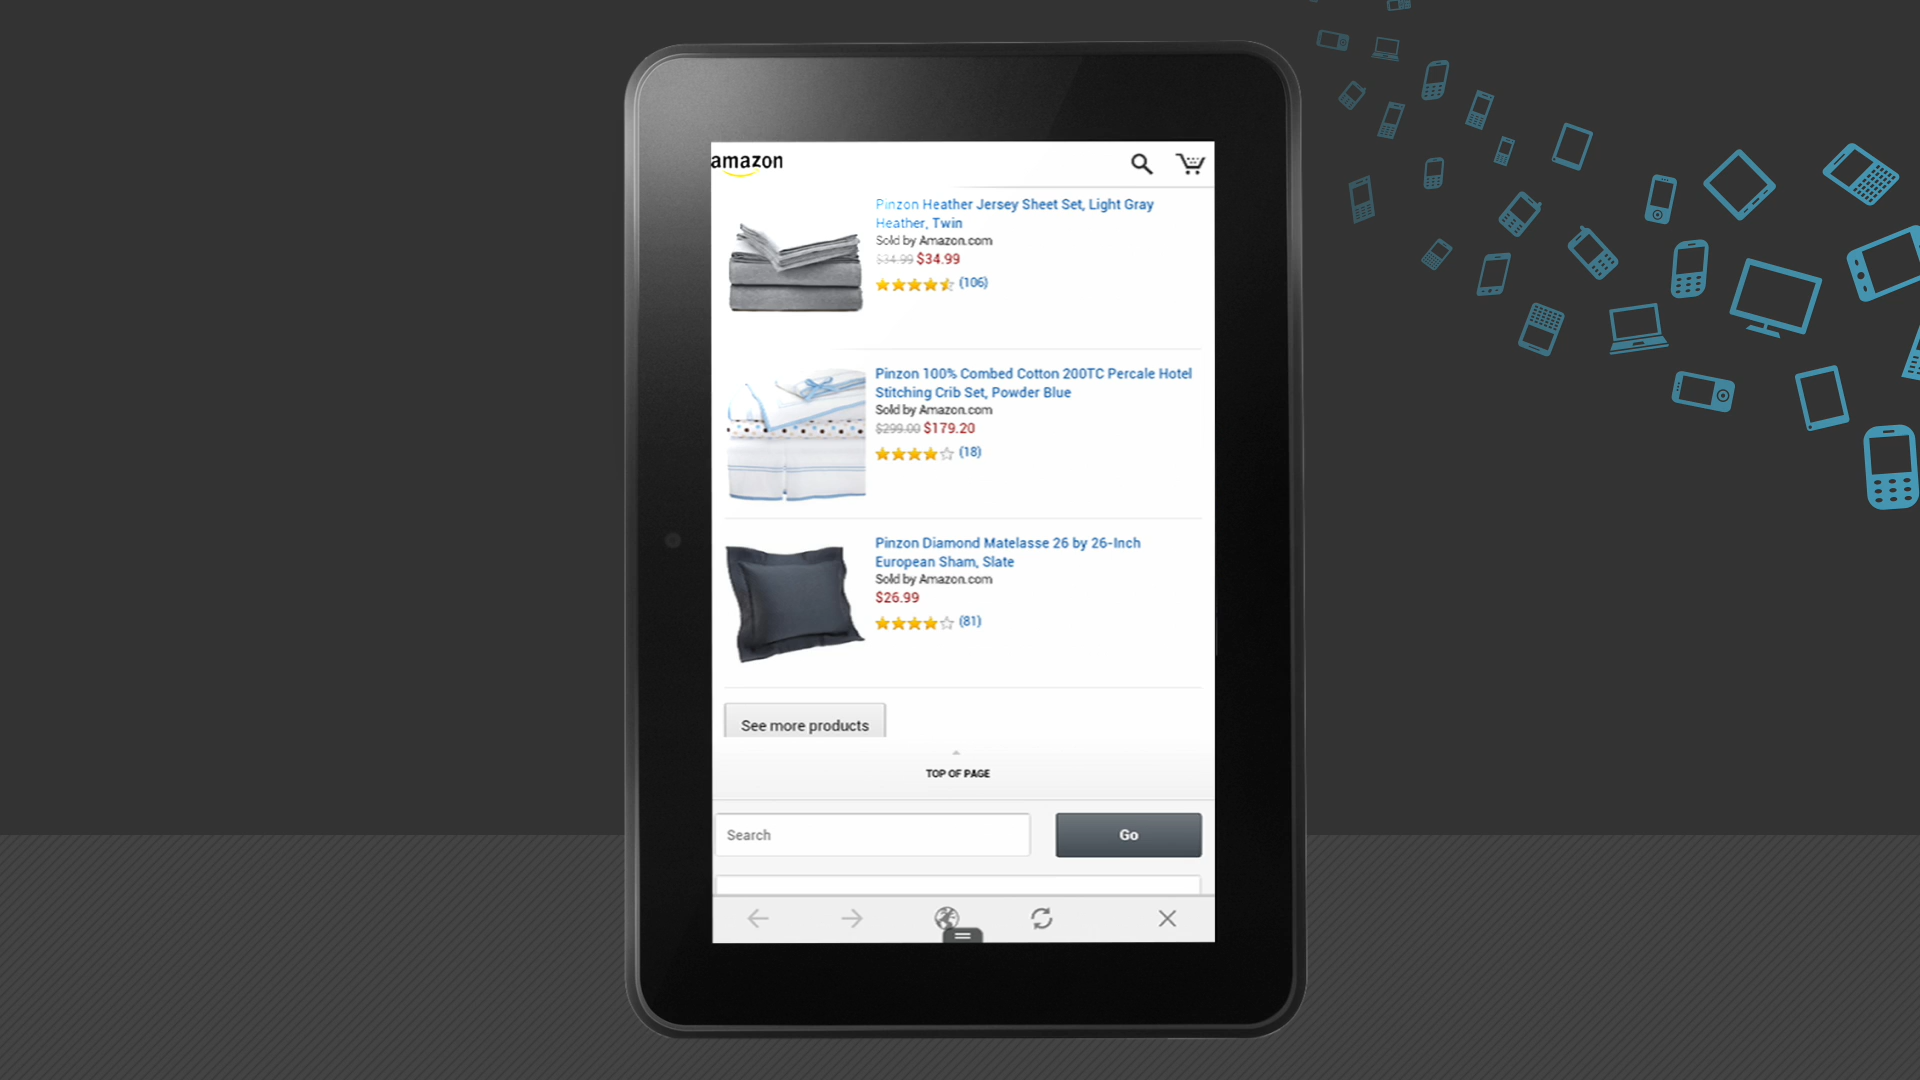 amazon
Pinzon Heather Jersey Sheet Set, Light Gray
Heather, Twin
Sold by Amazon.com
$34.99 $34.99
(106)
Pinzon 100% Combed Cotton 200TC Percale Hotel
Stitching Crib Set, Powder Blue
Sold by Amazon.com
$299.00 $179.20
(18)
Pinzon Diamond Matelasse 26 by 26-Inch
European Sham, Slate
Sold by Amazon.com
$26.99
(81)
See more products
TOP OF PAGE
Search
Go